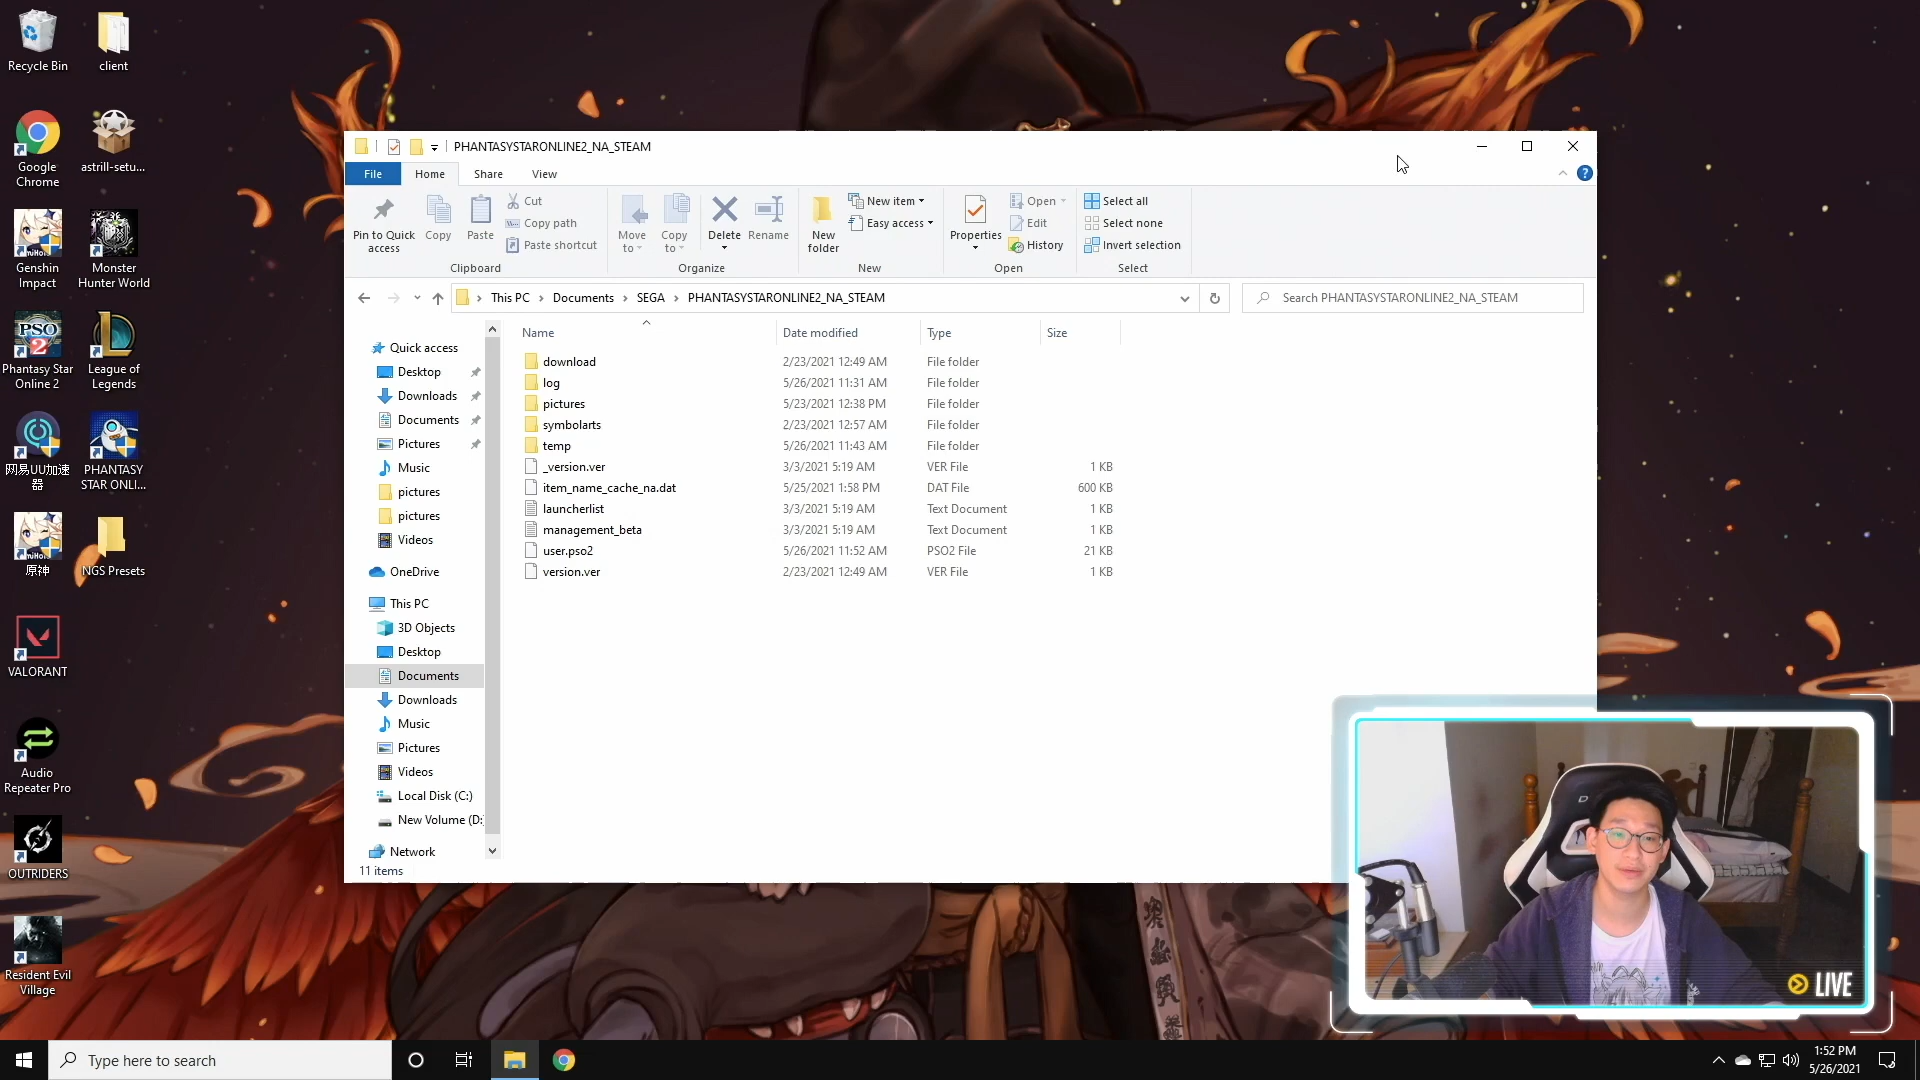 Recycle Bin
client
Google
Chrome
astrill-setu...
Genshin
Impact
Monster
Hunter World
Phantasy Star
Online 2
League of
Legends
网易UU加速
器
PHANTASY
STAR ONLI...
原神
NGS Presets
VALORANT
Audio
Repeater Pro
OUTRIDERS
Resident Evil
Village
PHANTASYSTARONLINE2_NA_STEAM
File
Home
Share
View
Pin to Quick
access
Copy
Paste
Cut
Copy path
Paste shortcut
Clipboard
Move
to
Copy
to
Delete
Rename
Organize
New
folder
New item
Easy access
New
Properties
Open
Edit
History
Open
Select all
Select none
Invert selection
Select
This PC > Documents > SEGA > PHANTASYSTARONLINE2_NA_STEAM
Search PHANTASYSTARONLINE2_NA_STEAM
Quick access
Desktop
Downloads
Documents
Pictures
Music
pictures
pictures
Videos
OneDrive
This PC
3D Objects
Desktop
Documents
Downloads
Music
Pictures
Videos
Local Disk (C:)
New Volume (D:
Network
11 items
Name Date modified Type Size
download 2/23/2021 12:49 AM File folder
log 5/26/2021 11:31 AM File folder
pictures 5/23/2021 12:38 PM File folder
symbolarts 2/23/2021 12:57 AM File folder
temp 5/26/2021 11:43 AM File folder
_version.ver 3/3/2021 5:19 AM VER File 1 KB
item_name_cache_na.dat 5/25/2021 1:58 PM DAT File 600 KB
launcherlist 3/3/2021 5:19 AM Text Document 1 KB
management_beta 3/3/2021 5:19 AM Text Document 1 KB
user.pso2 5/26/2021 11:52 AM PSO2 File 21 KB
version.ver 2/23/2021 12:49 AM VER File 1 KB
LIVE
Type here to search
1:52 PM
5/26/2021